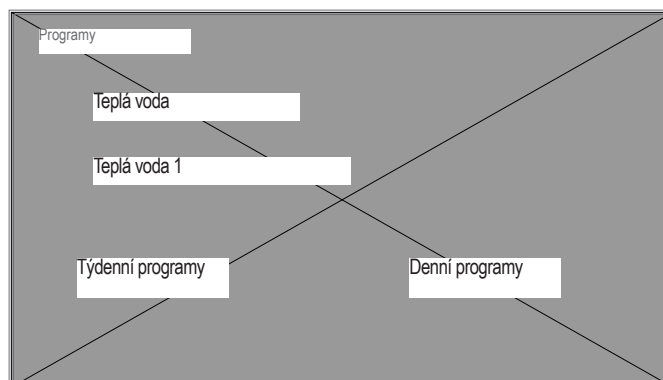 Programy
Teplá voda
Teplá voda 1
Týdenní programy
Denní programy